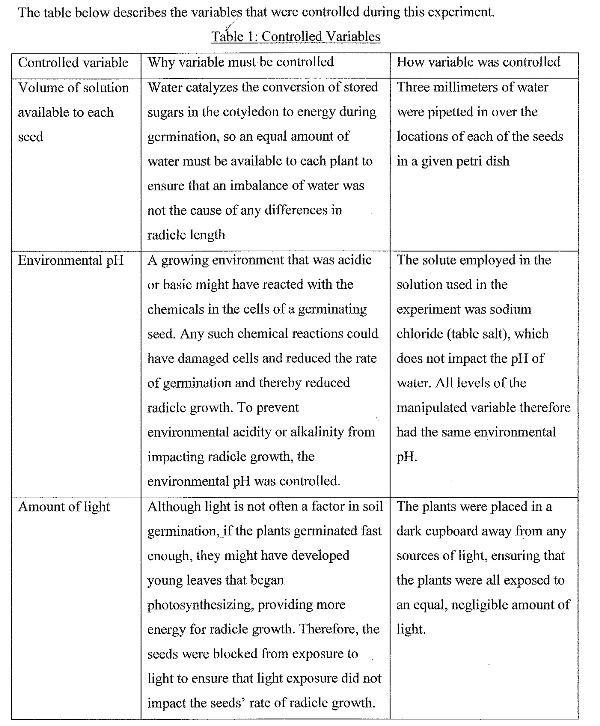 The table below describes the variables that were controlled during this experiment.
Table 1: Controlled Variables
Controlled variable
Why variable must be controlled
How variable was controlled
Volume of solution
available to each
seed
Water catalyzes the conversion of stored
sugars in the cotyledon to energy during
germination, so an equal amount of
water must be available to each plant to
ensure that an imbalance of water was
not the cause of any differences in
radicle length
Three millimeters of water
were pipetted in over the
locations of each of the seeds
in a given petri dish
Environmental pH
A growing environment that was acidic
or basic might have reacted with the
chemicals in the cells of a germinating
seed. Any such chemical reactions could
have damaged cells and reduced the rate
of germination and thereby reduced
radicle growth. To prevent
environmental acidity or alkalinity from
impacting radicle growth, the
environmental pH was controlled.
The solute employed in the
solution used in the
experiment was sodium
chloride (table salt), which
does not impact the pH of
water. All levels of the
manipulated variable therefore
had the same environmental
pH.
Amount of light
Although light is not often a factor in soil
germination, if the plants germinated fast
enough, they might have developed
young leaves that began
photosynthesizing, providing more
energy for radicle growth. Therefore, the
seeds were blocked from exposure to
light to ensure that light exposure did not
impact the seeds' rate of radicle growth.
The plants were placed in a
dark cupboard away from any
sources of light, ensuring that
the plants were all exposed to
an equal, negligible amount of
light.